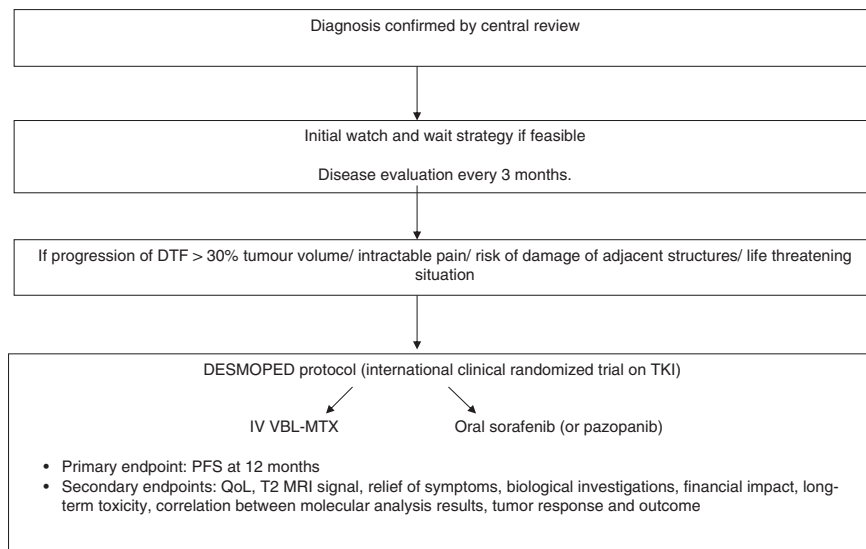 Diagnosis confirmed by central review
Initial watch and wait strategy if feasible
Disease evaluation every 3 months.
If progression of DTF > 30% tumour volume/ intractable pain/ risk of damage of adjacent structures/ life threatening
situation
DESMOPED protocol (international clinical randomized trial on TKI)
IV VBL-MTX
Oral sorafenib (or pazopanib)
• Primary endpoint: PFS at 12 months
• Secondary endpoints: QoL, T2 MRI signal, relief of symptoms, biological investigations, financial impact, long-
term toxicity, correlation between molecular analysis results, tumor response and outcome